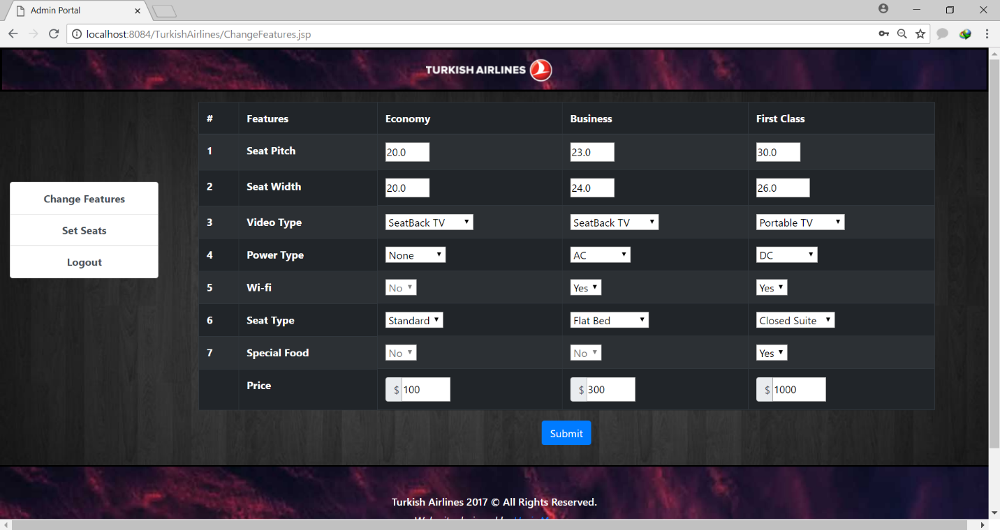 Admin Portal
localhost:8084/TurkishAirlines/ChangeFeatures.jsp
TURKISH AIRLINES
# Features Economy Business First Class
1 Seat Pitch 20.0 23.0 30.0
2 Seat Width 20.0 24.0 26.0
3 Video Type SeatBack TV SeatBack TV Portable TV
4 Power Type None AC DC
5 Wi-fi No Yes Yes
6 Seat Type Standard Flat Bed Closed Suite
7 Special Food No No Yes
Price $ 100 $ 300 $ 1000
Change Features
Set Seats
Logout
Submit
Turkish Airlines 2017 © All Rights Reserved.
Website designed by